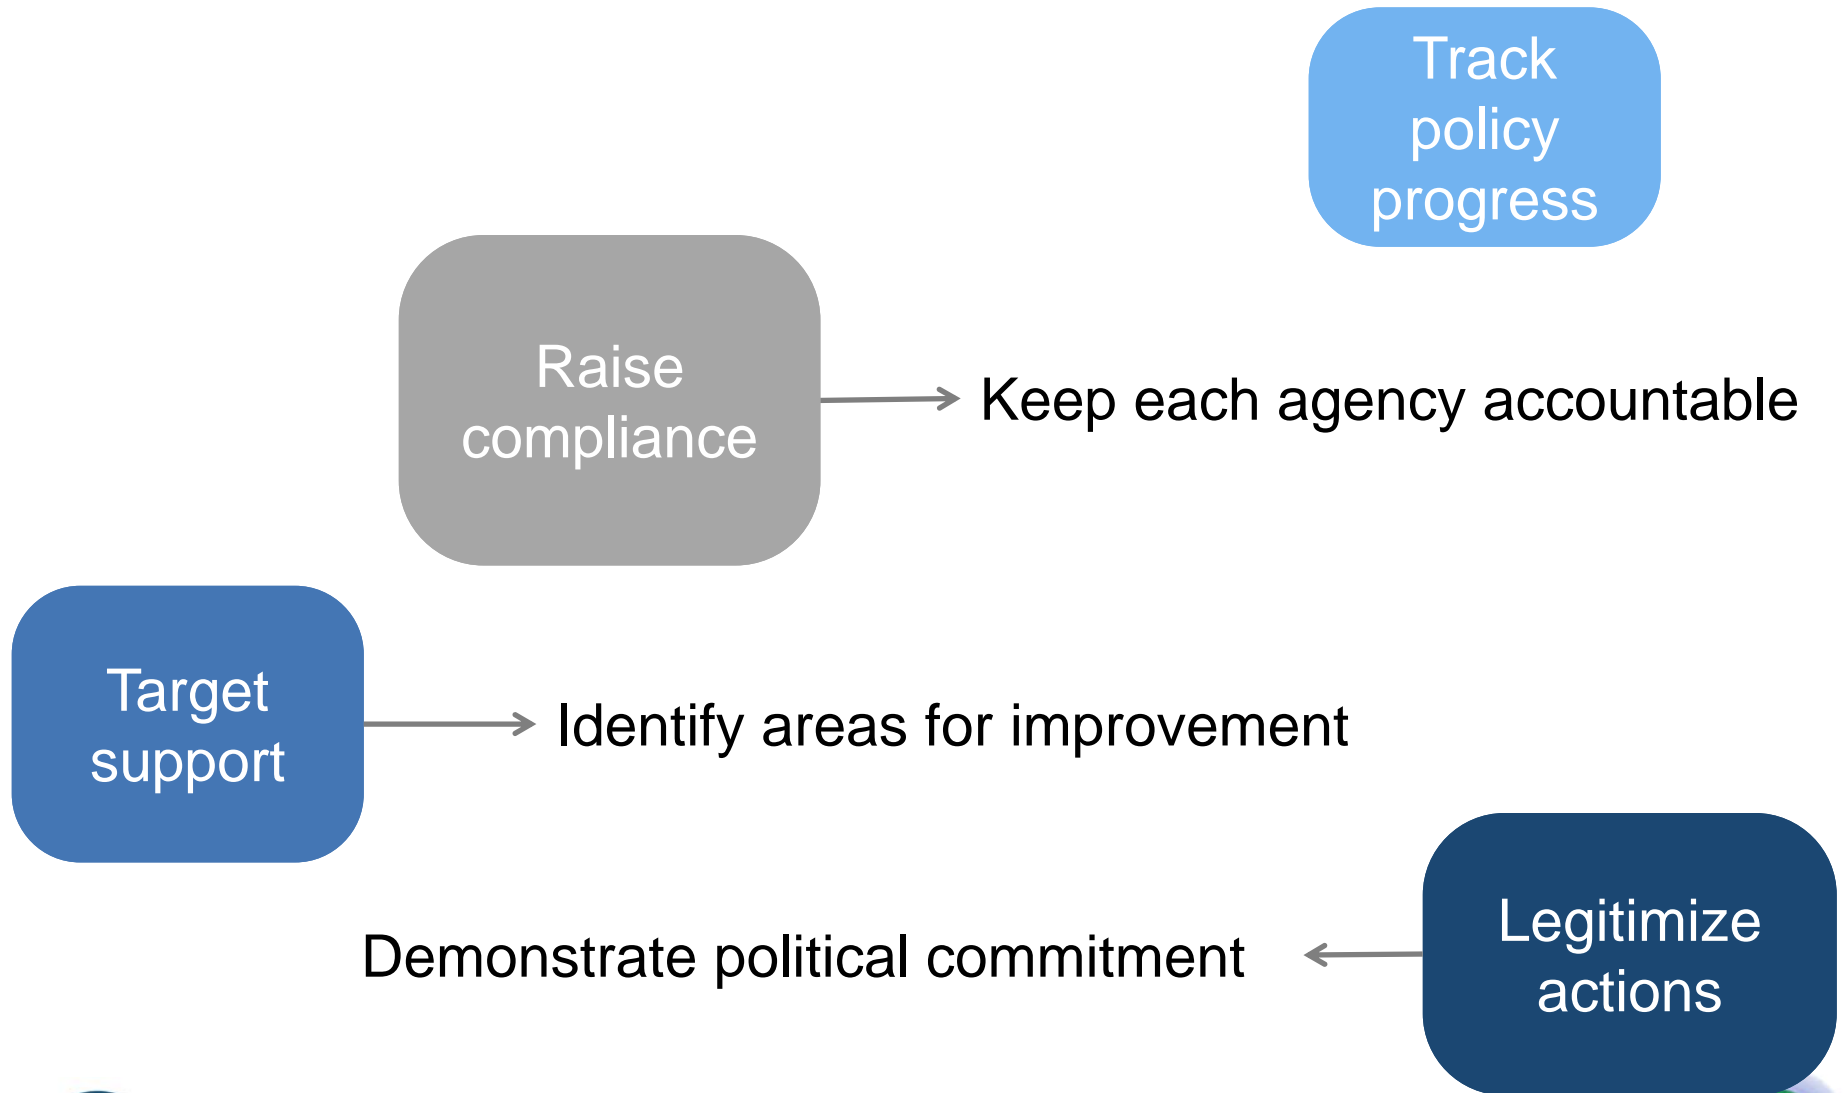 Track
policy
progress
Raise
compliance
Keep each agency accountable
Target
support
Identify areas for improvement
Legitimize
actions
Demonstrate political commitment